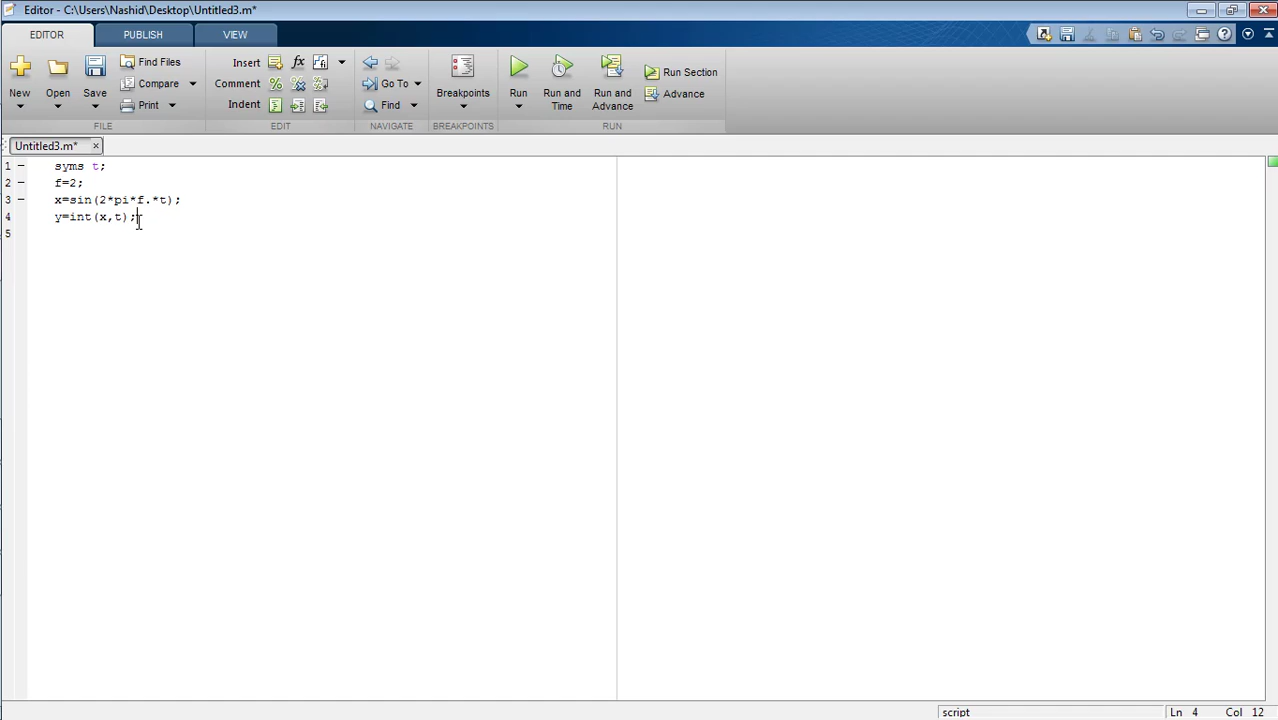 Editor - C:\Users\Nashid\Desktop\Untitled3.m*
EDITOR PUBLISH VIEW
New Open Save Find Files Compare Print
Insert Comment Indent
Go To Find
Breakpoints
Run Run and Time Run and Advance Run Section Advance
FILE EDIT NAVIGATE BREAKPOINTS RUN
Untitled3.m*
1 syms t;
2 f=2;
3 x=sin(2*pi*f.*t);
4 y=int(x,t);
5
script Ln 4 Col 12